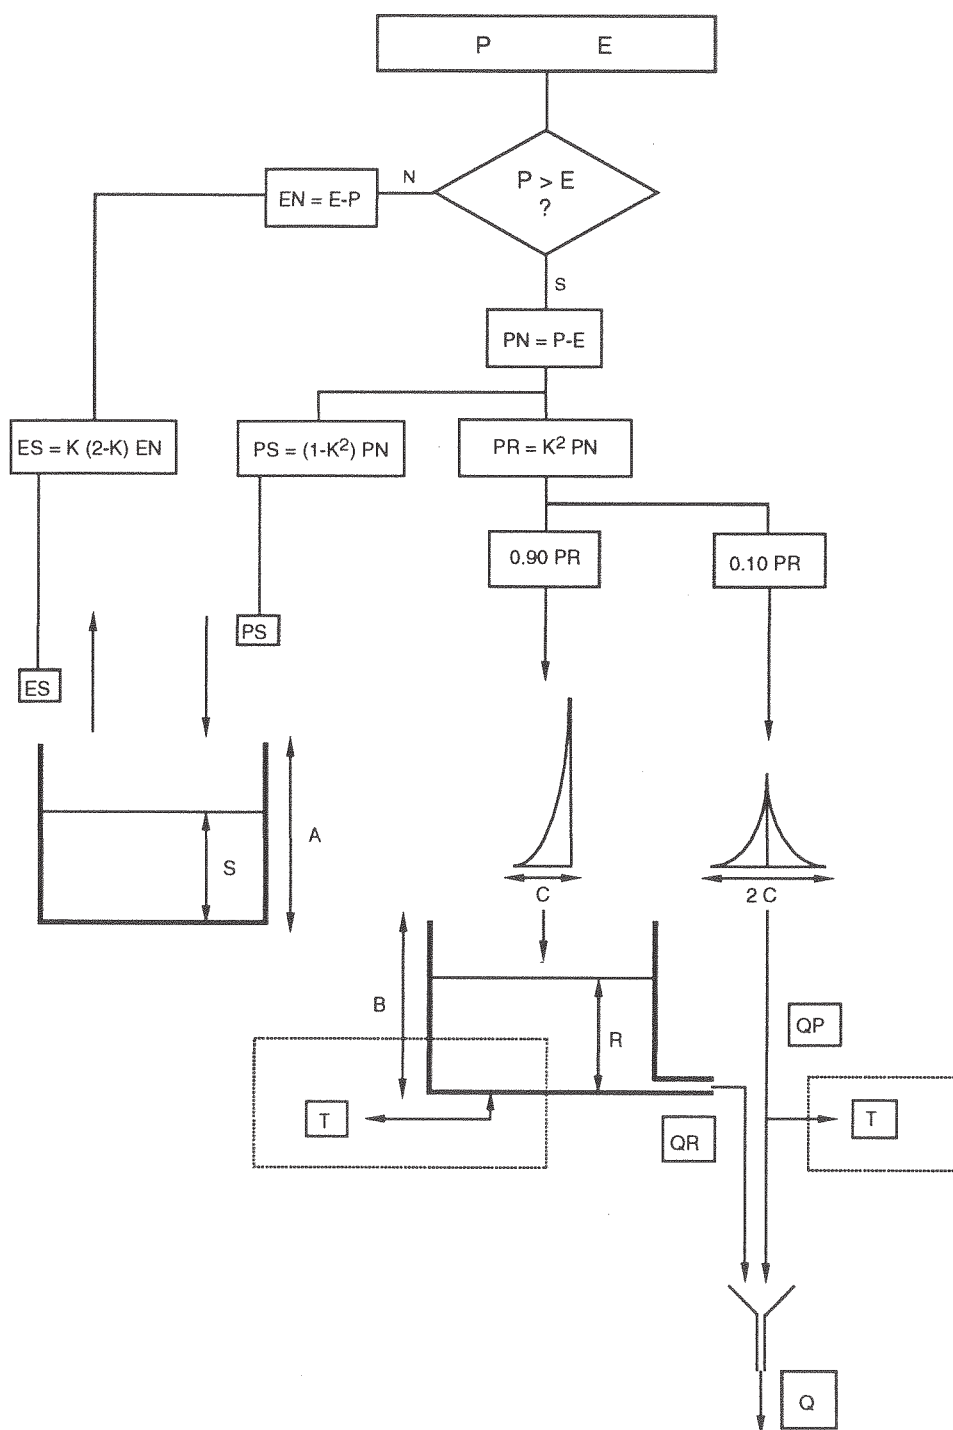 P E
P > E
?
N
EN = E-P
S
PN = P-E
ES = K (2-K) EN
PS = (1-K²) PN
PR = K² PN
0.90 PR
0.10 PR
PS
ES
A
S
C
2 C
B
R
QP
T
QR
T
Q